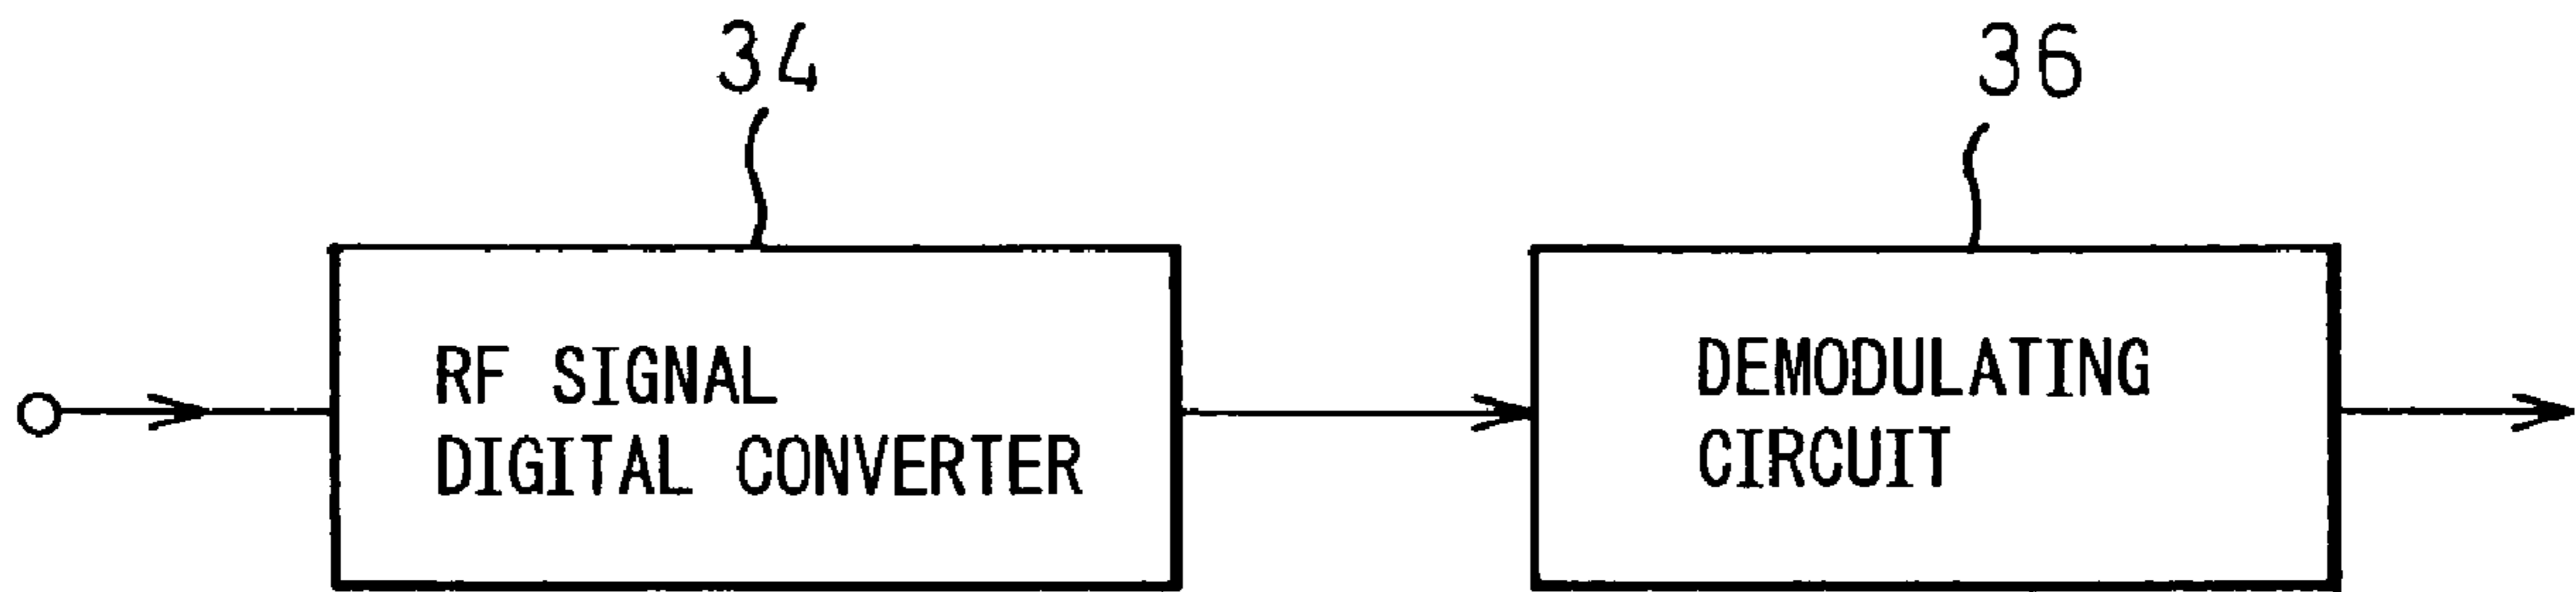 34
36
RF SIGNAL
DIGITAL CONVERTER
DEMODULATING
CIRCUIT